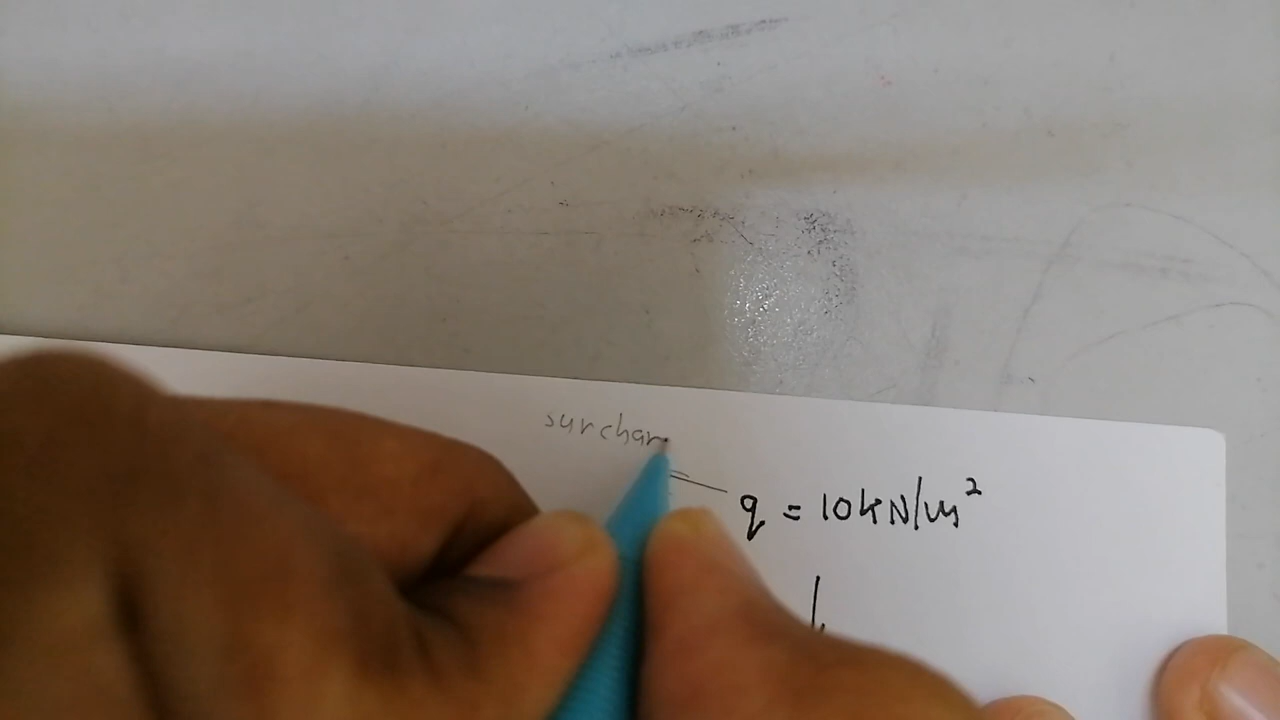 surchar
q = 10kN/m²